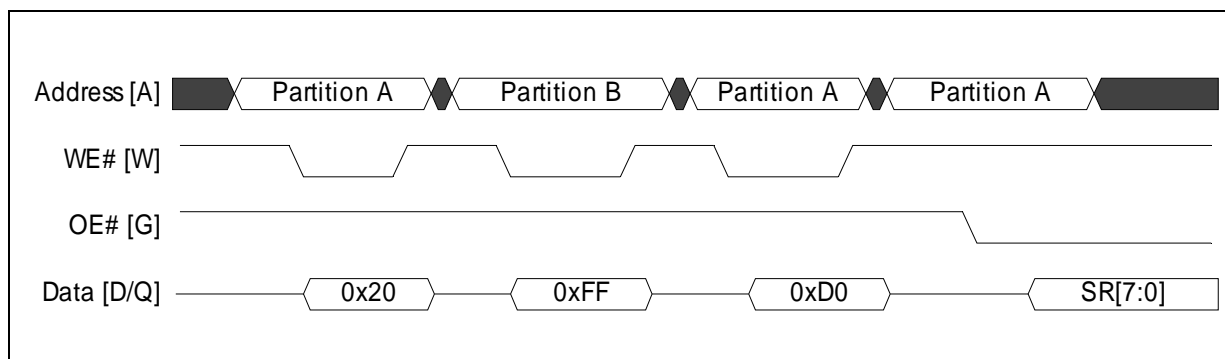 Address [A] Partition A Partition B Partition A Partition A
WE# [W]
OE# [G]
Data [D/Q] 0x20 0xFF 0xD0 SR[7:0]